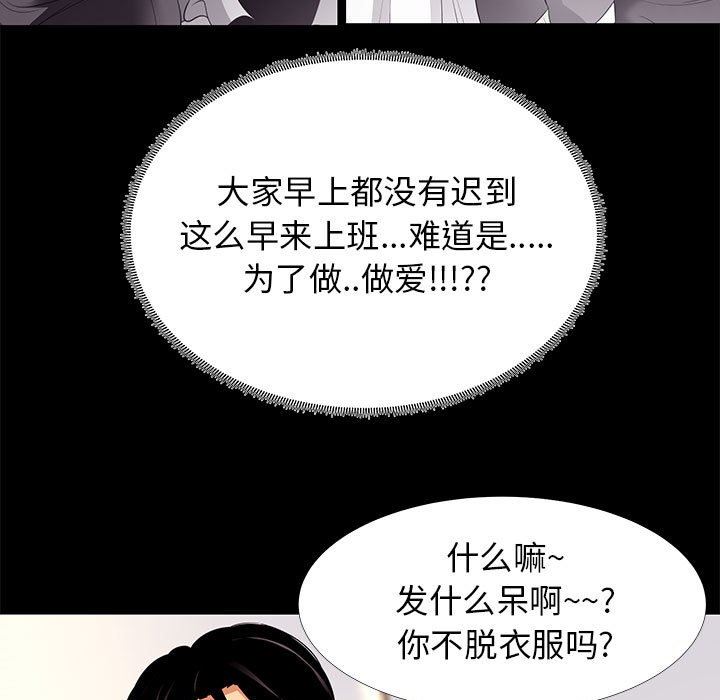 大家早上都没有迟到
这么早来上班...难道是.....
为了做..做爱!!!??
什么嘛~
发什么呆啊~~?
你不脱衣服吗?